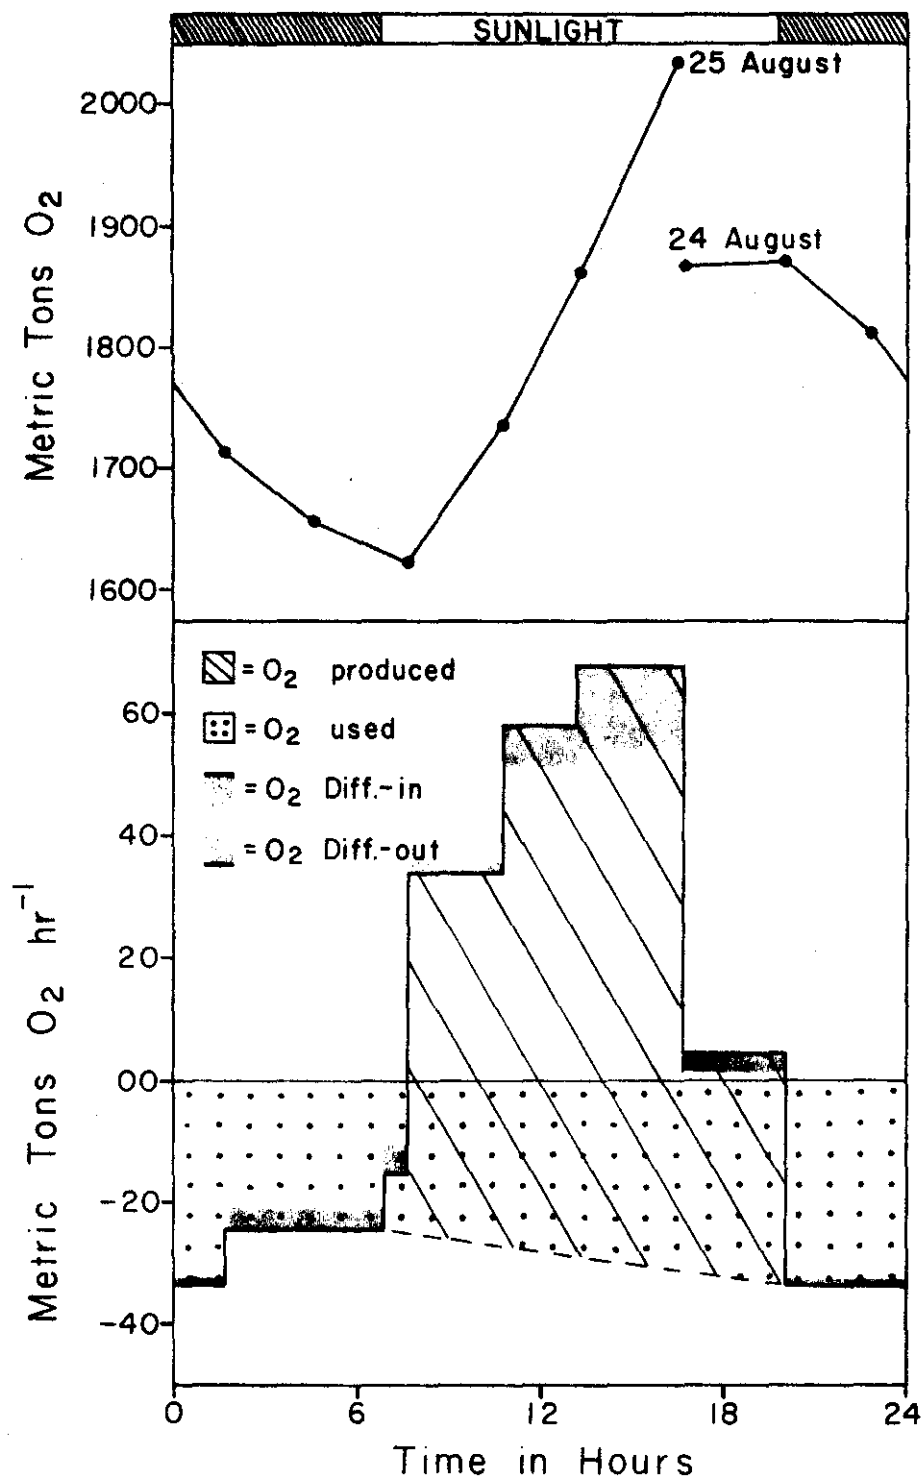 SUNLIGHT
25 August
24 August
Metric Tons O2
2000
1900
1800
1700
1600
= O2 produced
= O2 used
= O2 Diff.-in
= O2 Diff.-out
Metric Tons O2 hr-1
60
40
20
00
-20
-40
0 6 12 18 24
Time in Hours